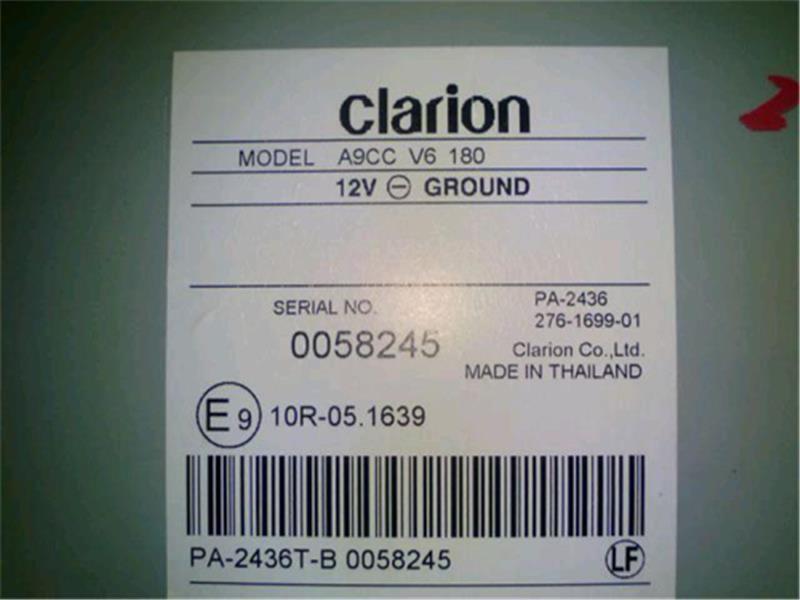 Clarion
MODEL A9CC V6 180
12V ⊖ GROUND
SERIAL NO. PA-2436
276-1699-01
0058245
Clarion Co.,Ltd.
MADE IN THAILAND
E9 10R-05.1639
PA-2436T-B 0058245 LF